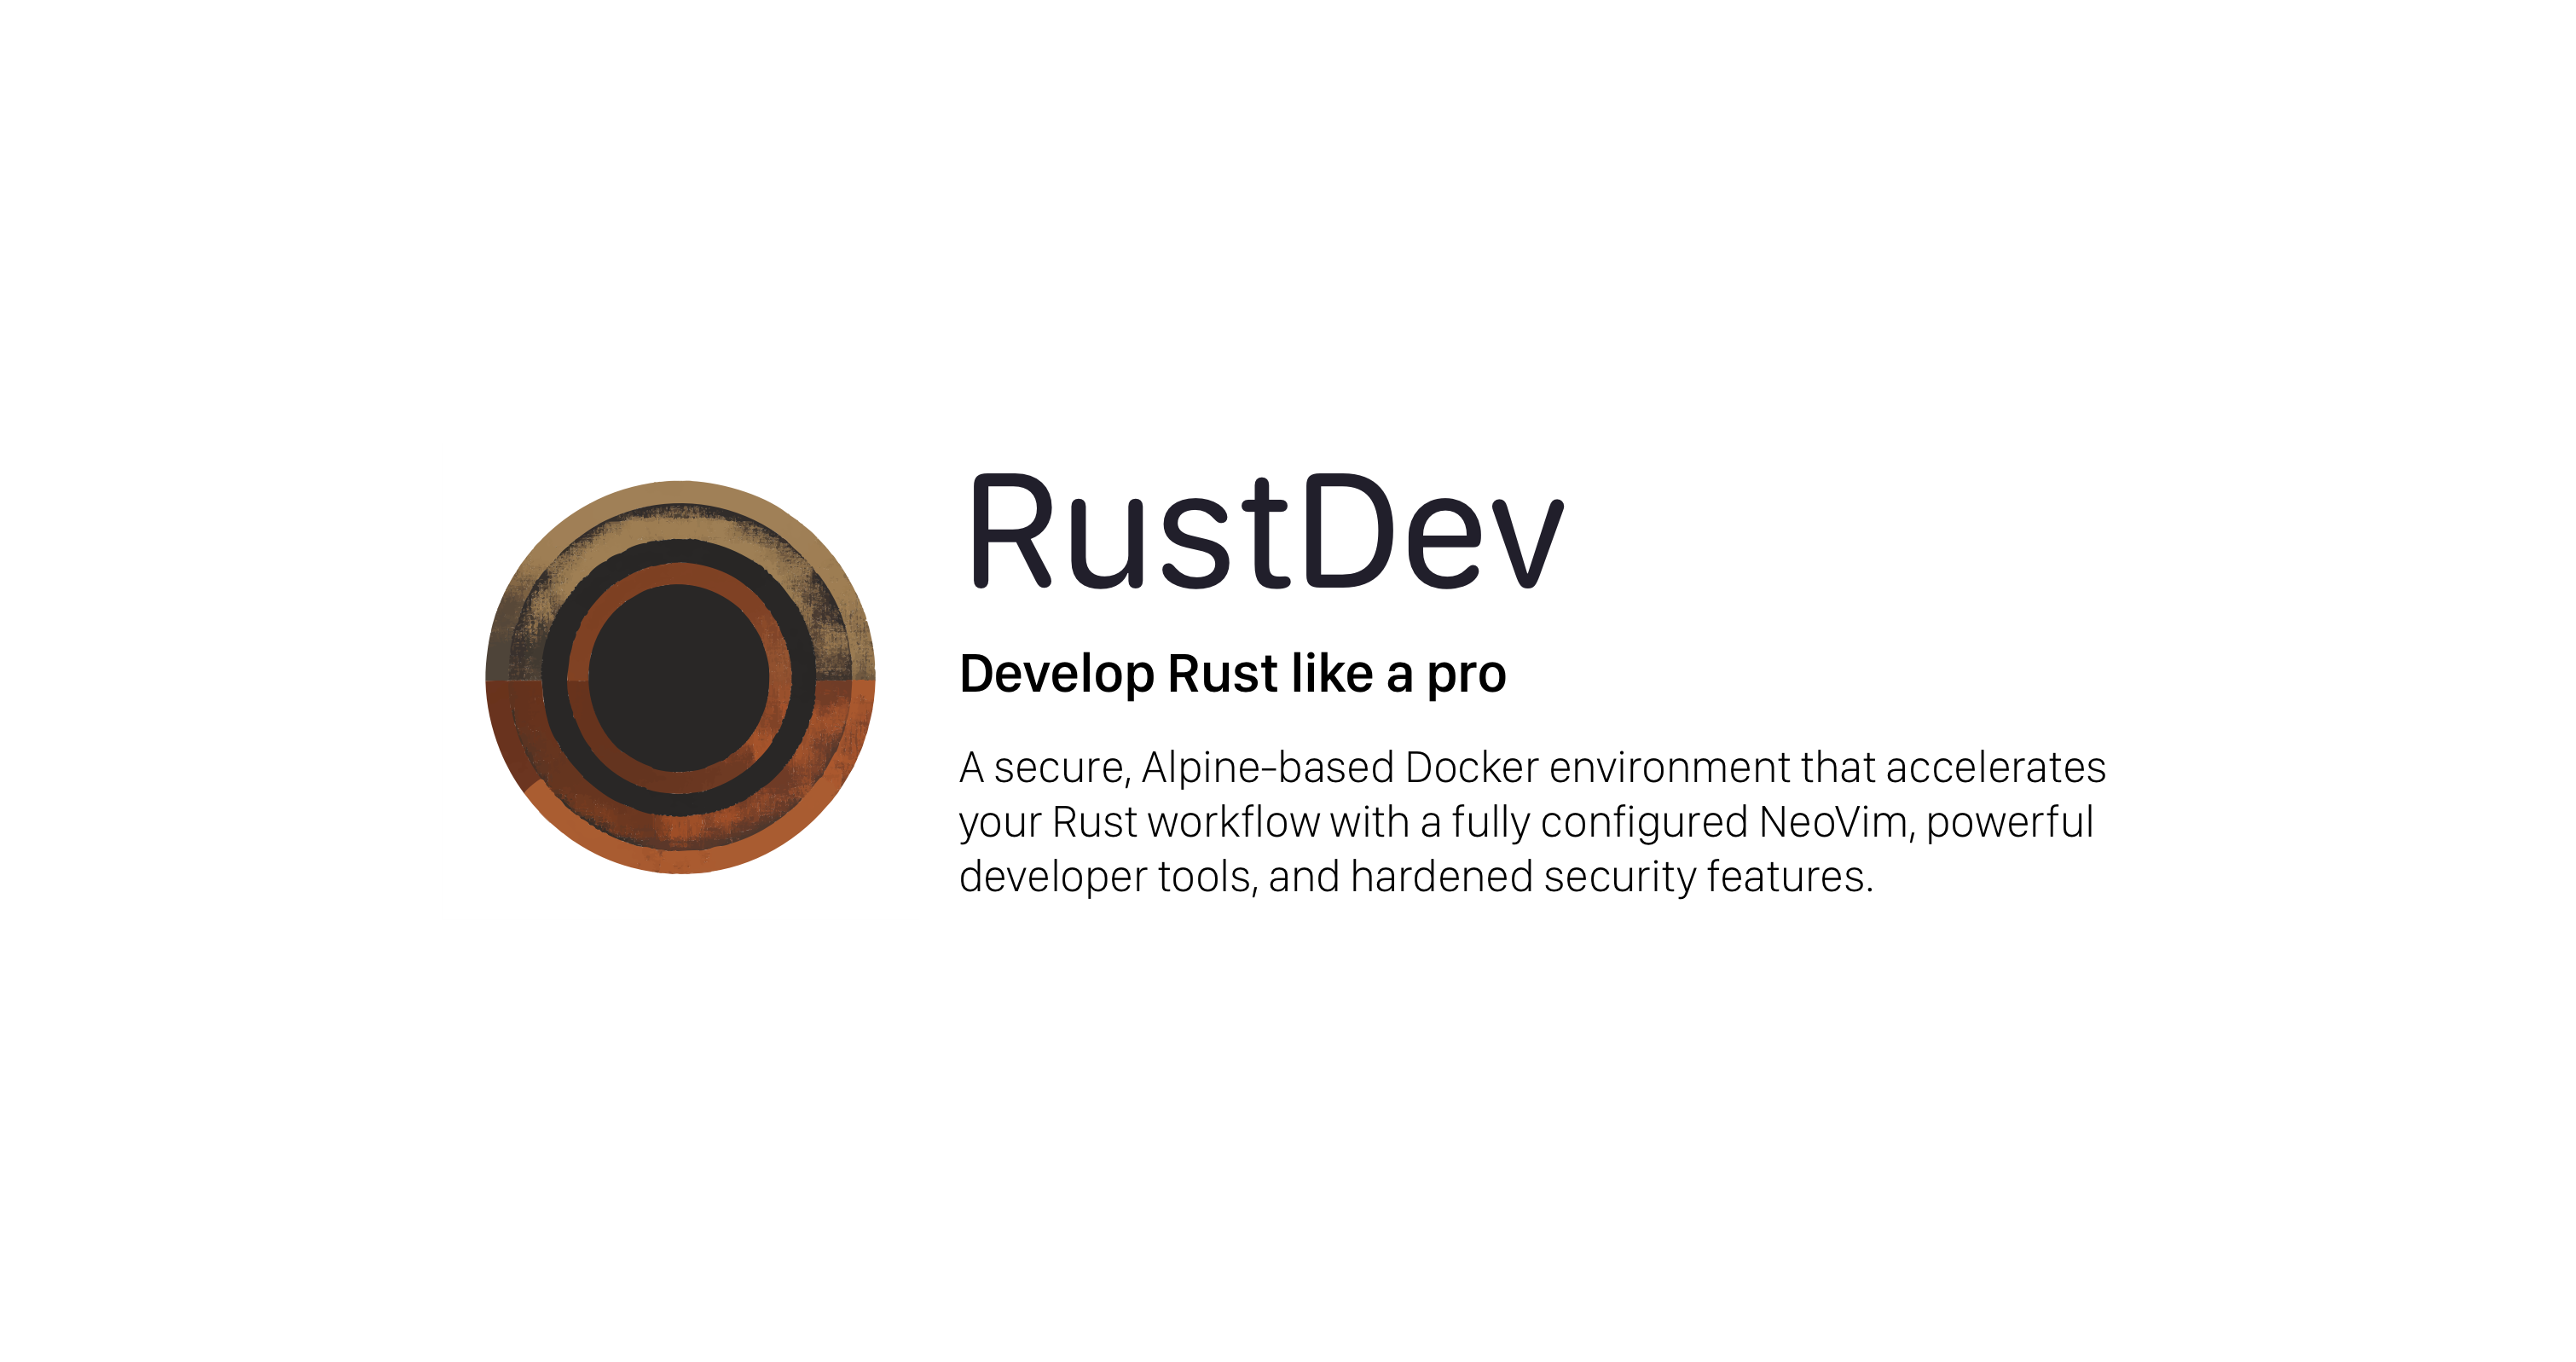 RustDev
Develop Rust like a pro
A secure, Alpine-based Docker environment that accelerates
your Rust workflow with a fully configured NeoVim, powerful
developer tools, and hardened security features.